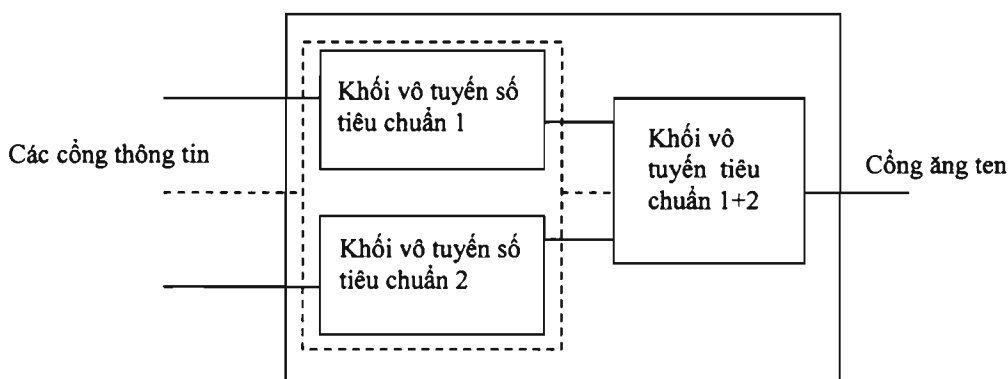 Khối vô tuyến số
tiêu chuẩn 1
Các cổng thông tin
Khối vô
tuyến tiêu
chuẩn 1+2
Cổng ăng ten
Khối vô tuyến số
tiêu chuẩn 2